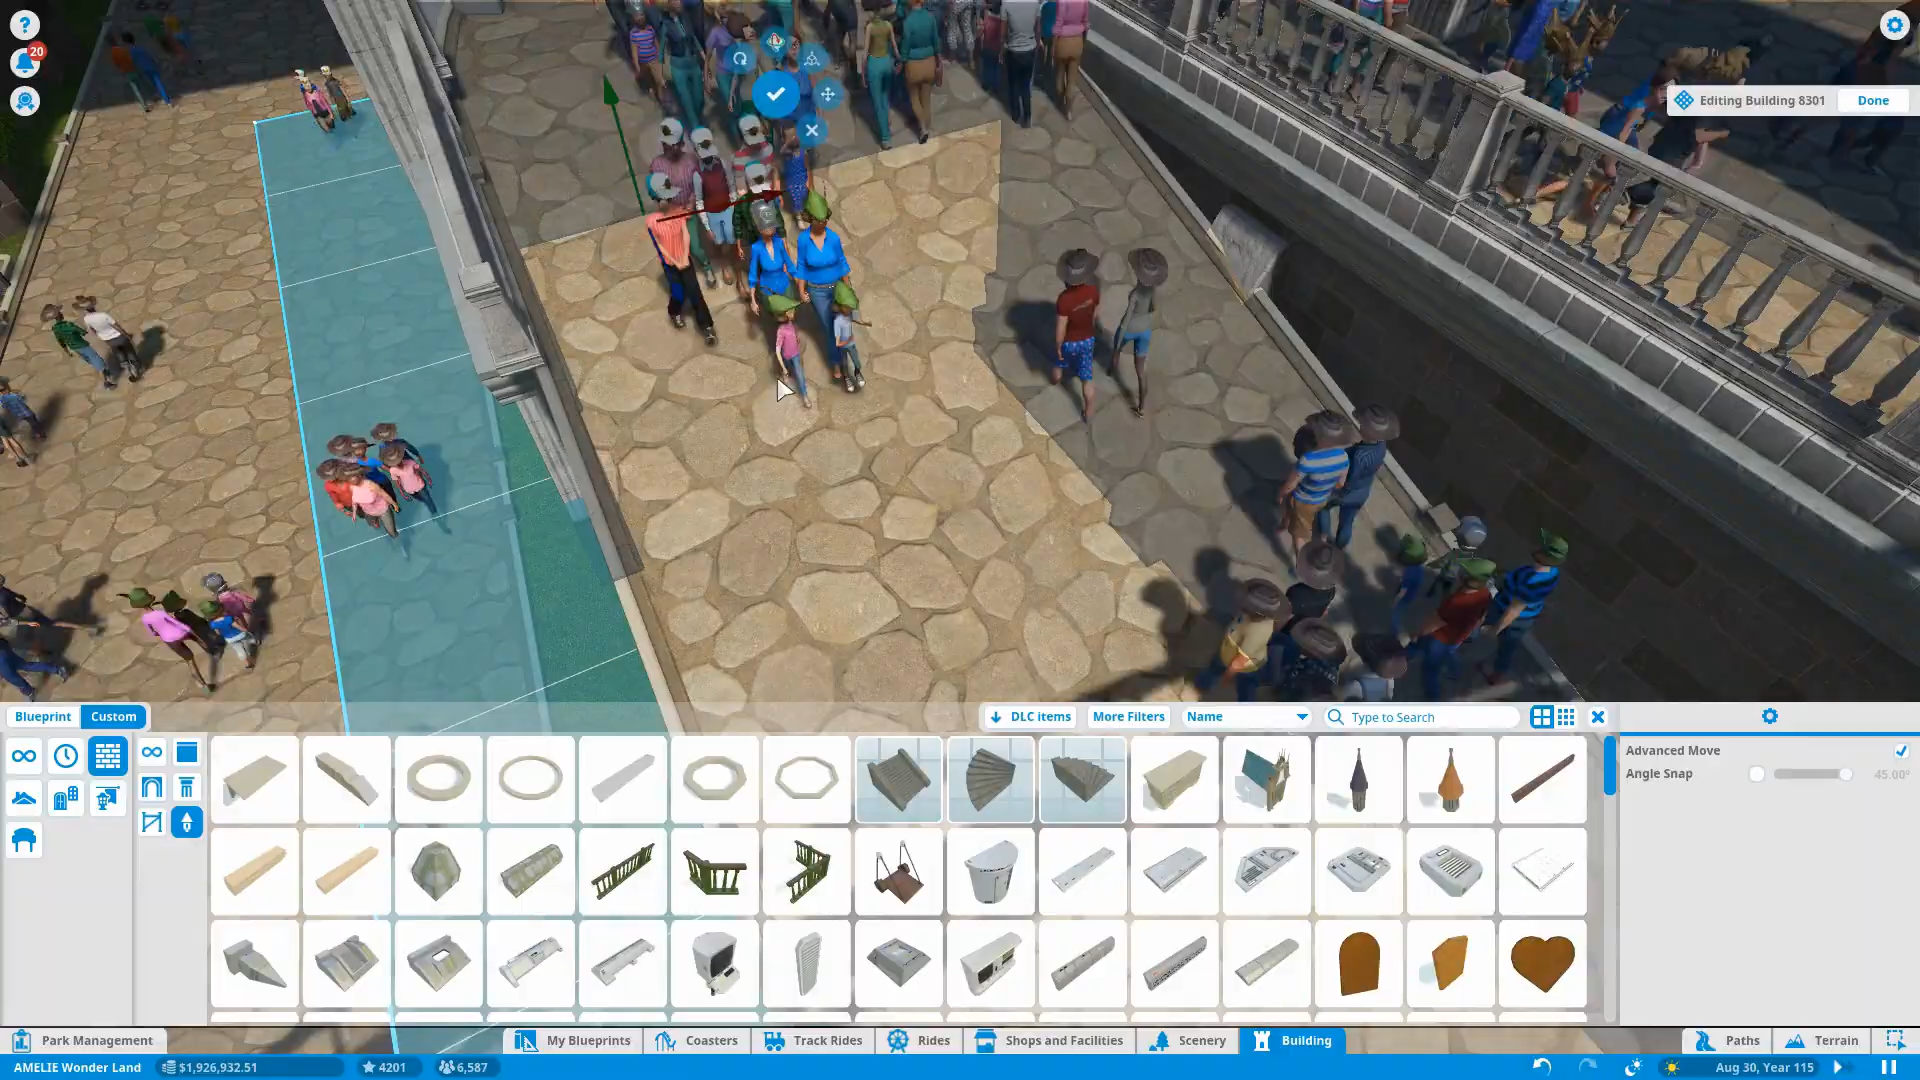 ?
20
Editing Building 8301
Done
Blueprint
Custom
DLC items
More Filters
Name
Type to Search
Advanced Move
Angle Snap
45.00°
Park Management
My Blueprints
Coasters
Track Rides
Rides
Shops and Facilities
Scenery
Building
Paths
Terrain
AMELIE Wonder Land
$1,926,932.51
4201
6,587
Aug 30, Year 115